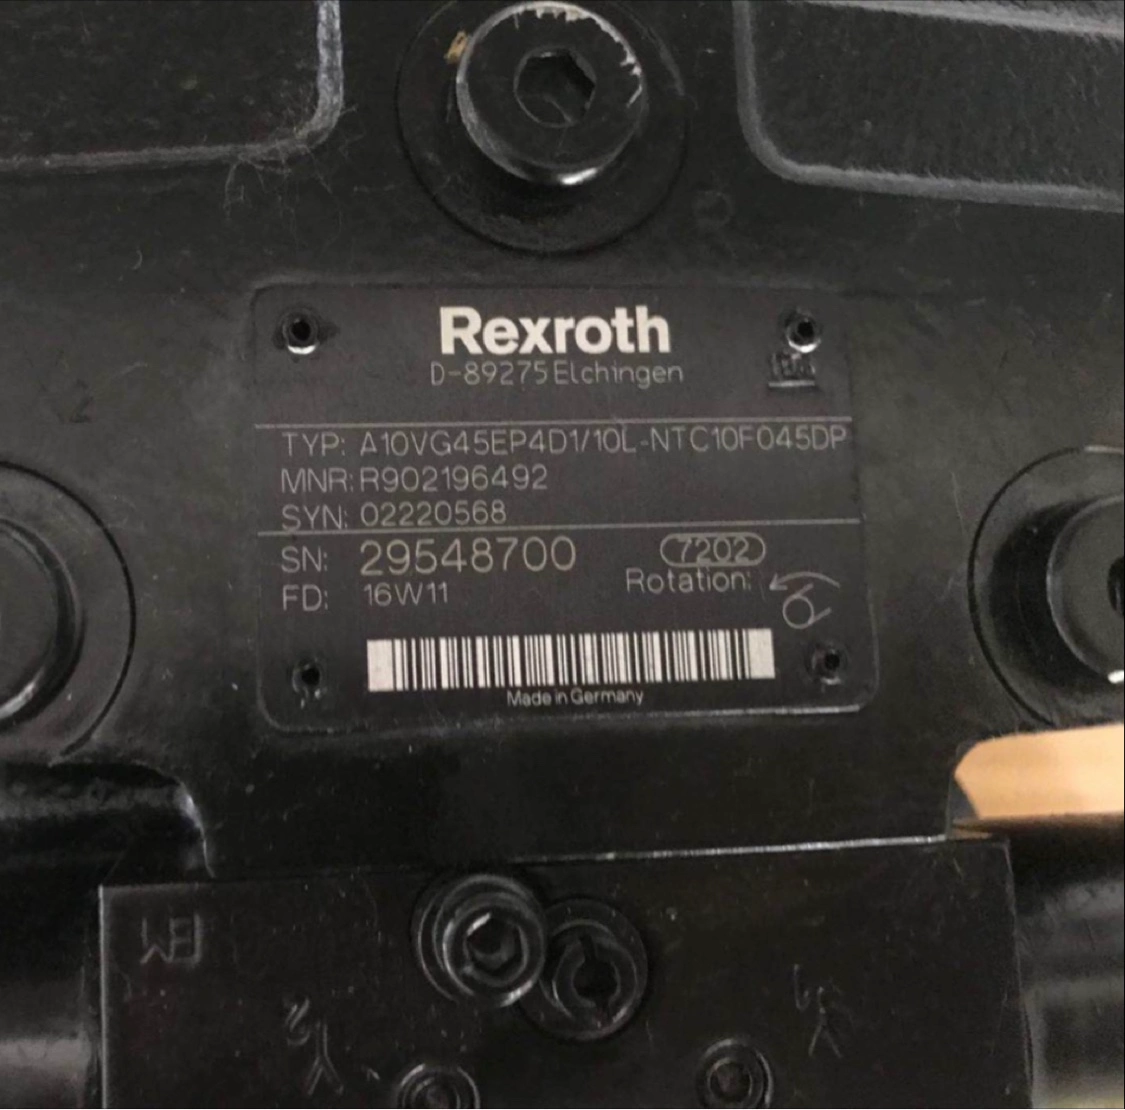 Rexroth
D-89275 Elchingen
TYP: A10VG45EP4D1/10L-NTC10F045DP
MNR: R902196492
SYN: 02220568
SN: 29548700
7202
FD: 16W11
Rotation:
Made in Germany